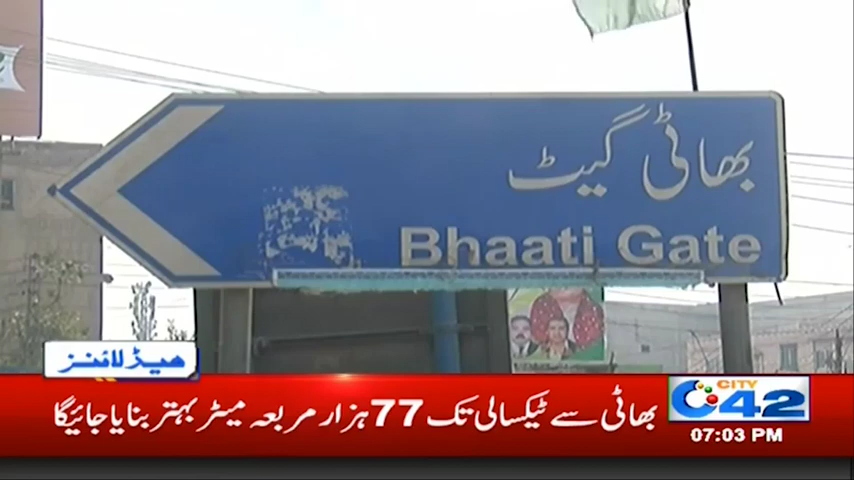 بھاٹی گیٹ
Bhaati Gate
ھیڈلائنز
بھاٹی سے ٹیکسالی تک 77 ہزار مربعہ میٹر بہتر بنایا جائیگا
CITY
42
07:03 PM